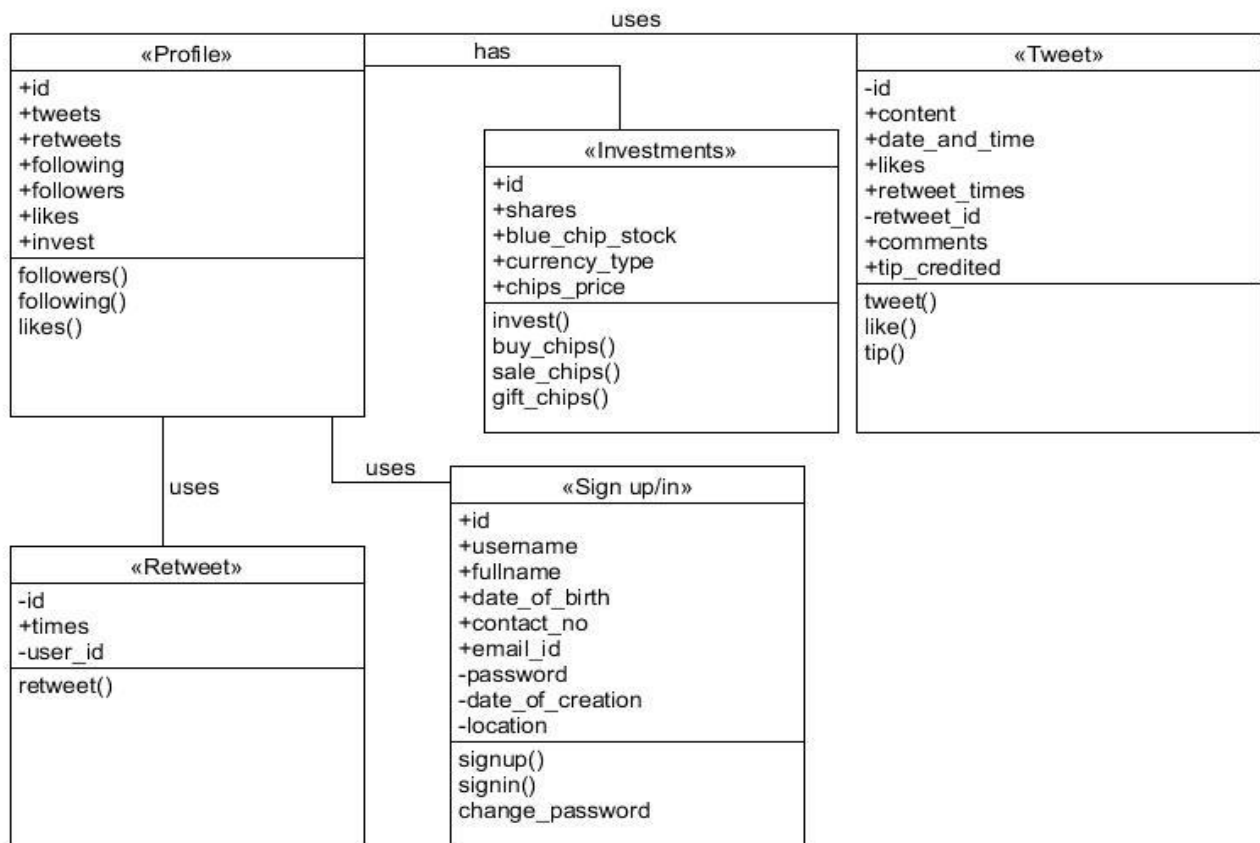 uses
«Profile»
+id
+tweets
+retweets
+following
+followers
+likes
+invest
followers()
following()
likes()
has
«Investments»
+id
+shares
+blue_chip_stock
+currency_type
+chips_price
invest()
buy_chips()
sale_chips()
gift_chips()
«Tweet»
-id
+content
+date_and_time
+likes
+retweet_times
-retweet_id
+comments
+tip_credited
tweet()
like()
tip()
uses
uses
«Retweet»
-id
+times
-user_id
retweet()
«Sign up/in»
+id
+username
+fullname
+date_of_birth
+contact_no
+email_id
-password
-date_of_creation
-location
signup()
signin()
change_password